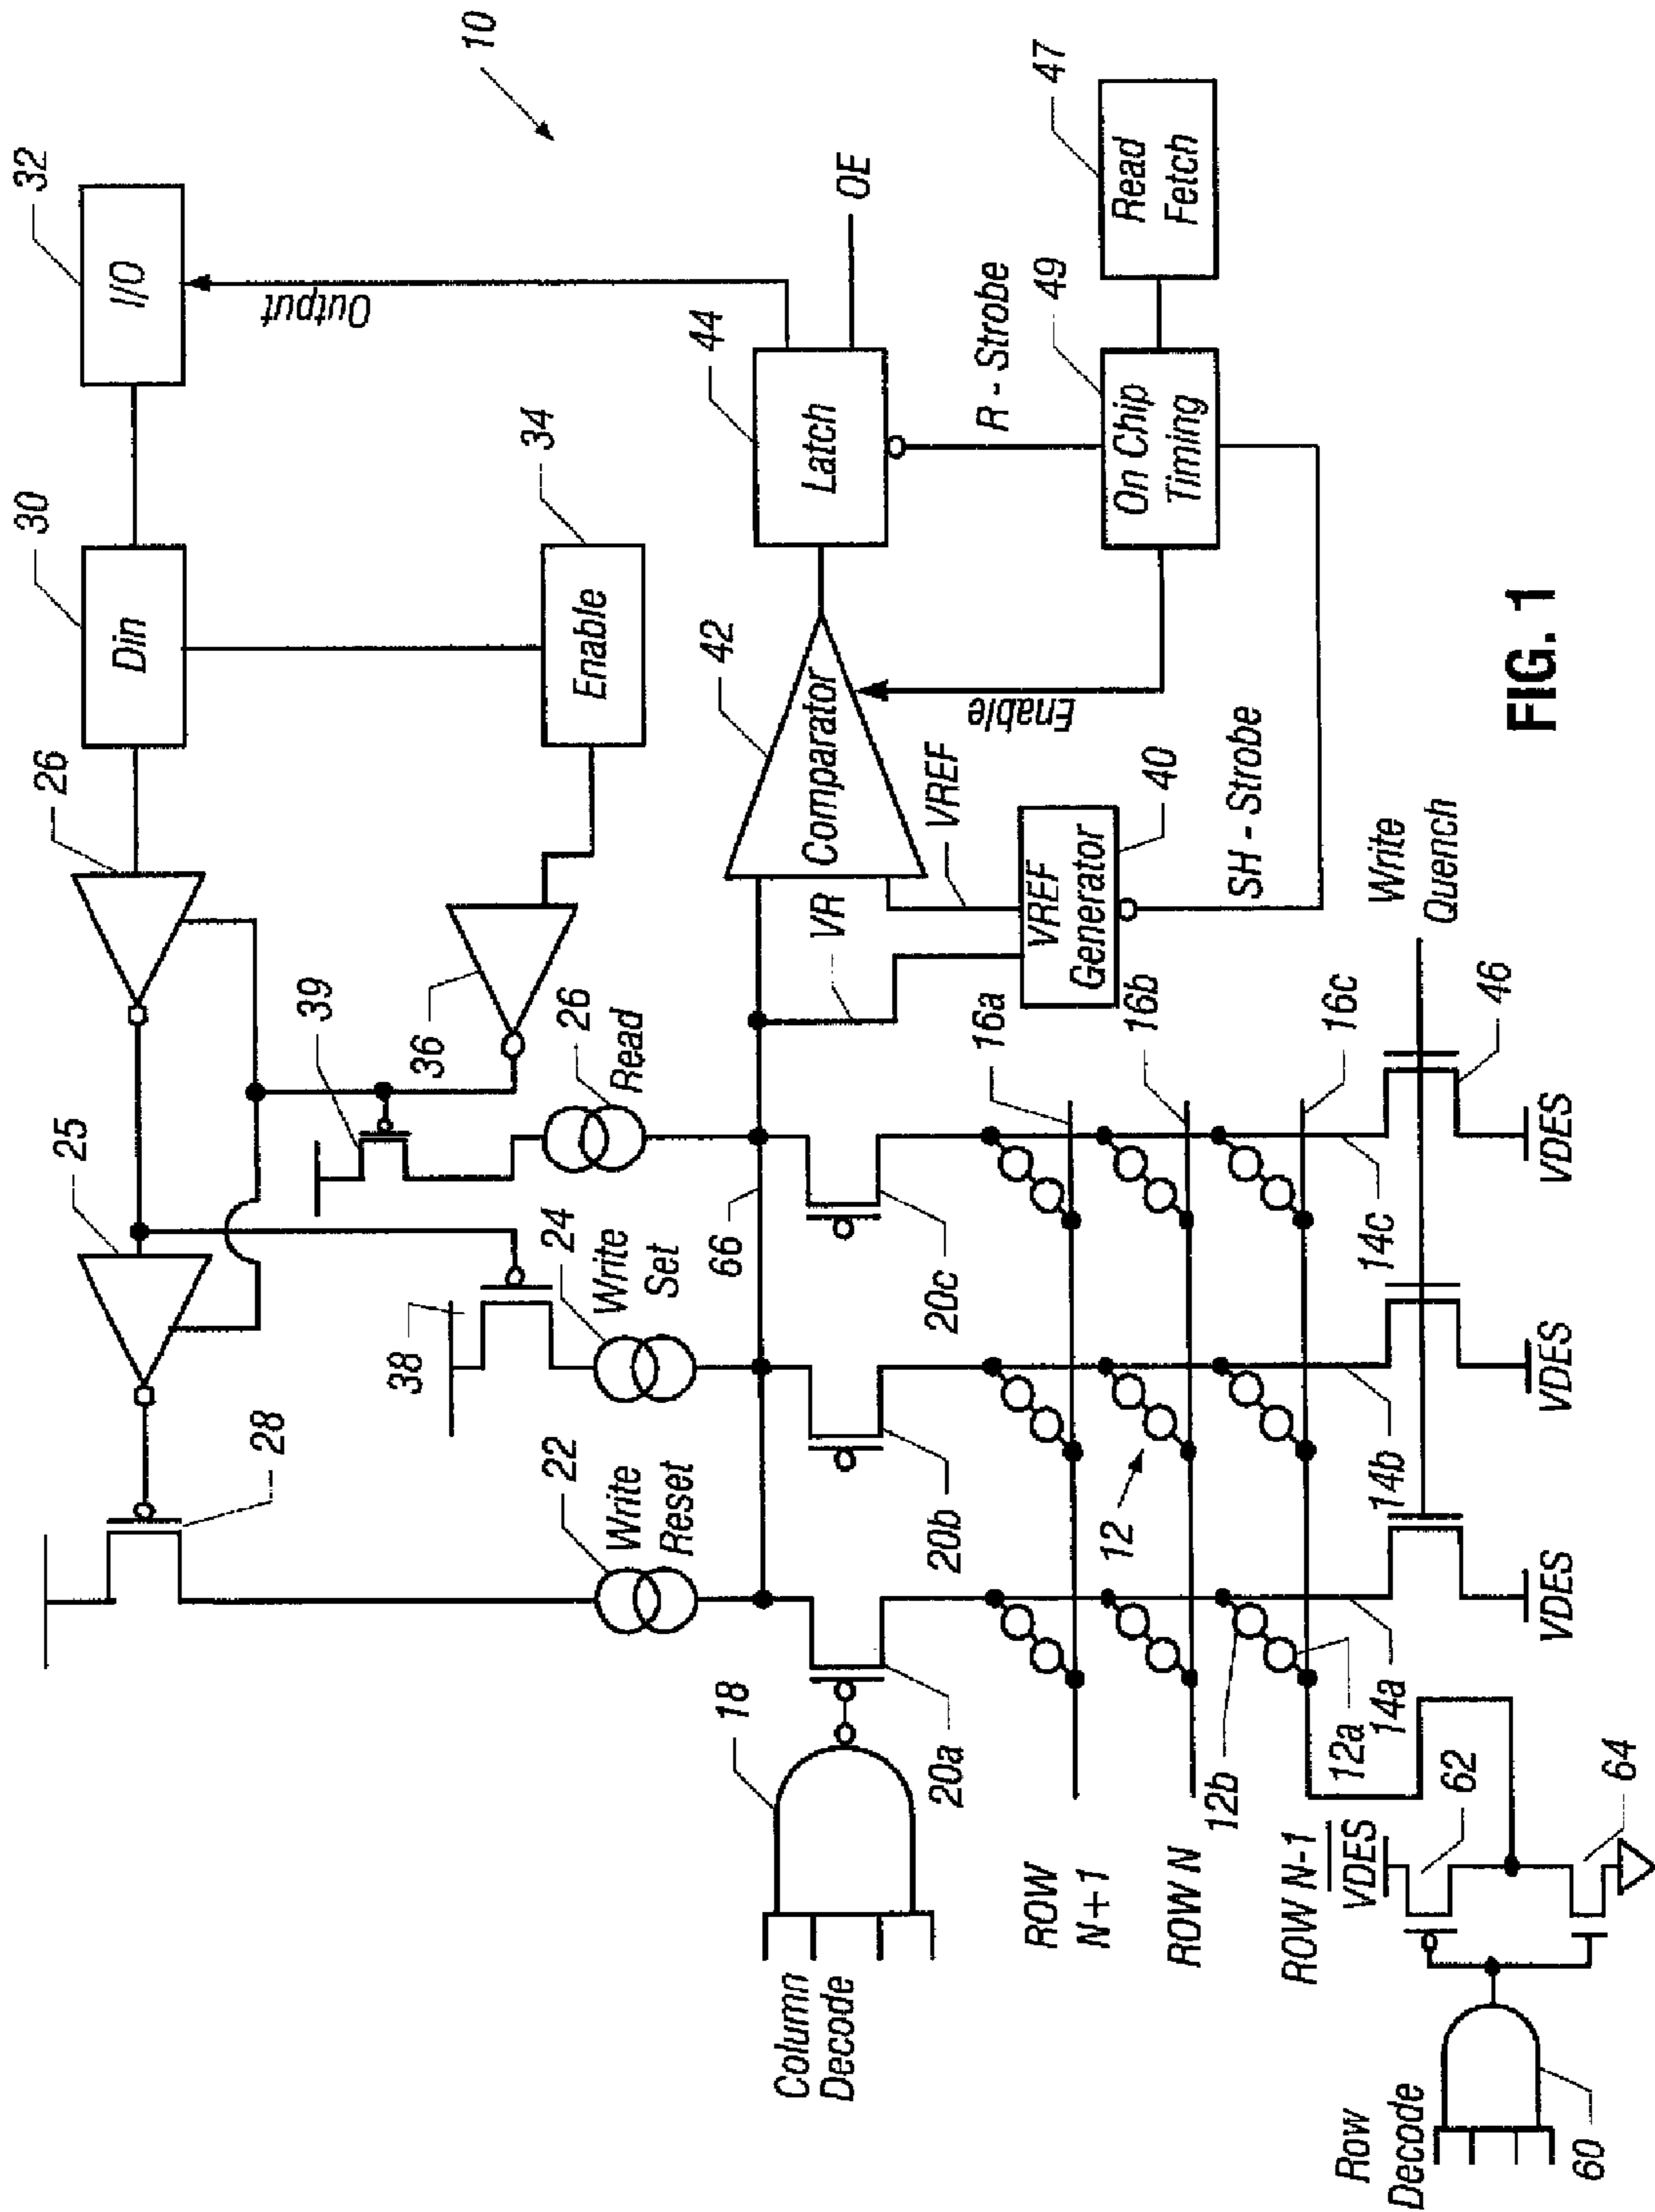 10
32
I/O
30
Din
26
25
28
Output
34
Enable
36
39
38
26
Read
24
Write
Set
22
Write
Reset
44
Latch
OE
42
Comparator
Enable
VR
VREF
VREF
Generator
40
R - Strobe
SH - Strobe
49
On Chip
Timing
47
Read
Fetch
66
18
Column
Decode
20a
20b
20c
16a
16b
16c
ROW
N+1
ROW N
ROW N-1
12
12b
12a
14a
14b
14c
Write
Quench
46
VDES
VDES
VDES
VDES
62
64
Row
Decode
60
FIG. 1